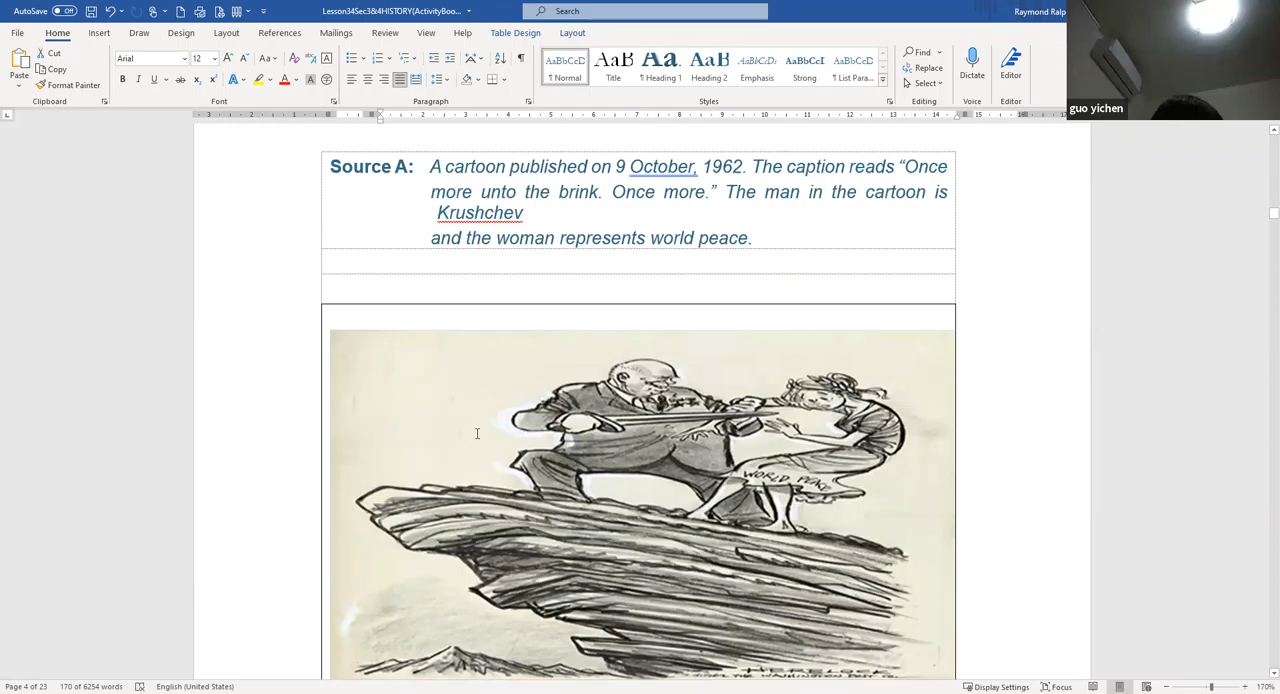 AutoSave
Off
Lesson34Sec3&4HISTORY(ActivityBoo...
Search
Raymond Ralp
File
Home
Insert
Draw
Design
Layout
References
Mailings
Review
View
Help
Table Design
Layout
Paste
Cut
Copy
Format Painter
Clipboard
Arial
12
Font
Paragraph
AaBbCcD
¶ Normal
AaB
Title
AaB
¶ Heading 1
AaB
Heading 2
AaBbCcDc
Emphasis
AaBbCcI
Strong
AaBbCcD
¶ List Para...
Styles
Find
Replace
Select
Editing
Dictate
Voice
Editor
Editor
guo yichen
Source A: A cartoon published on 9 October, 1962. The caption reads “Once
more unto the brink. Once more.” The man in the cartoon is
Krushchev
and the woman represents world peace.
WORLD PEACE
Page 4 of 23
170 of 6254 words
English (United States)
Display Settings
Focus
170%